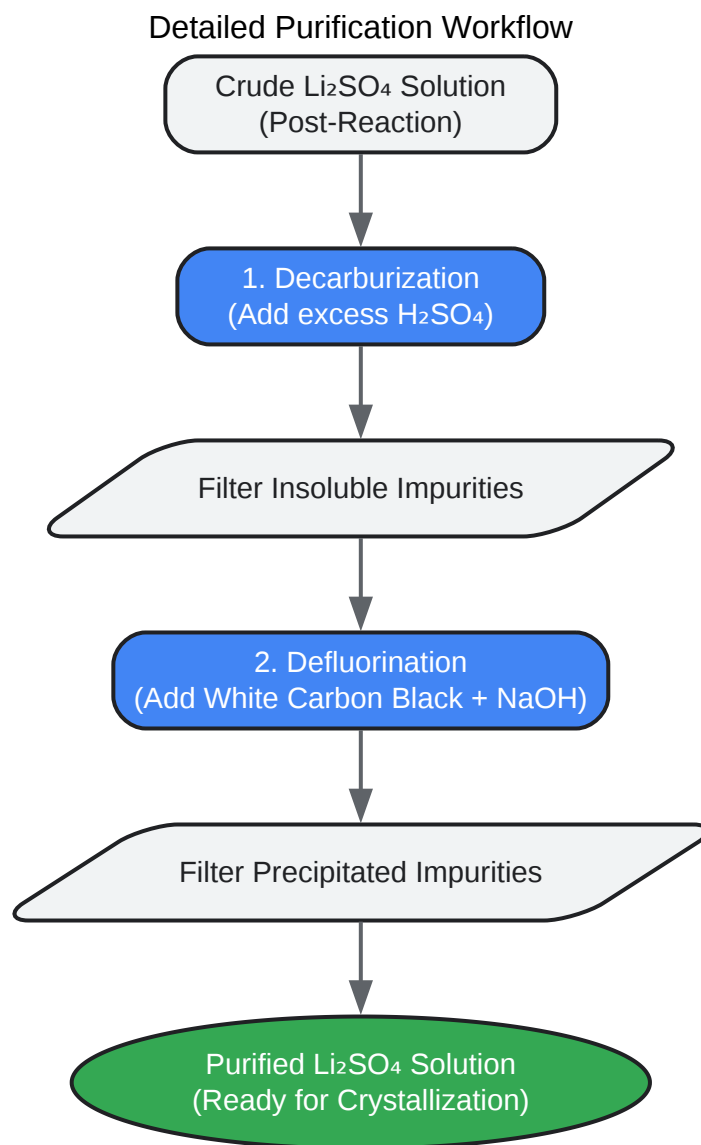 Detailed Purification Workflow
Crude Li₂SO₄ Solution
(Post-Reaction)
1. Decarburization
(Add excess H₂SO₄)
Filter Insoluble Impurities
2. Defluorination
(Add White Carbon Black + NaOH)
Filter Precipitated Impurities
Purified Li₂SO₄ Solution
(Ready for Crystallization)